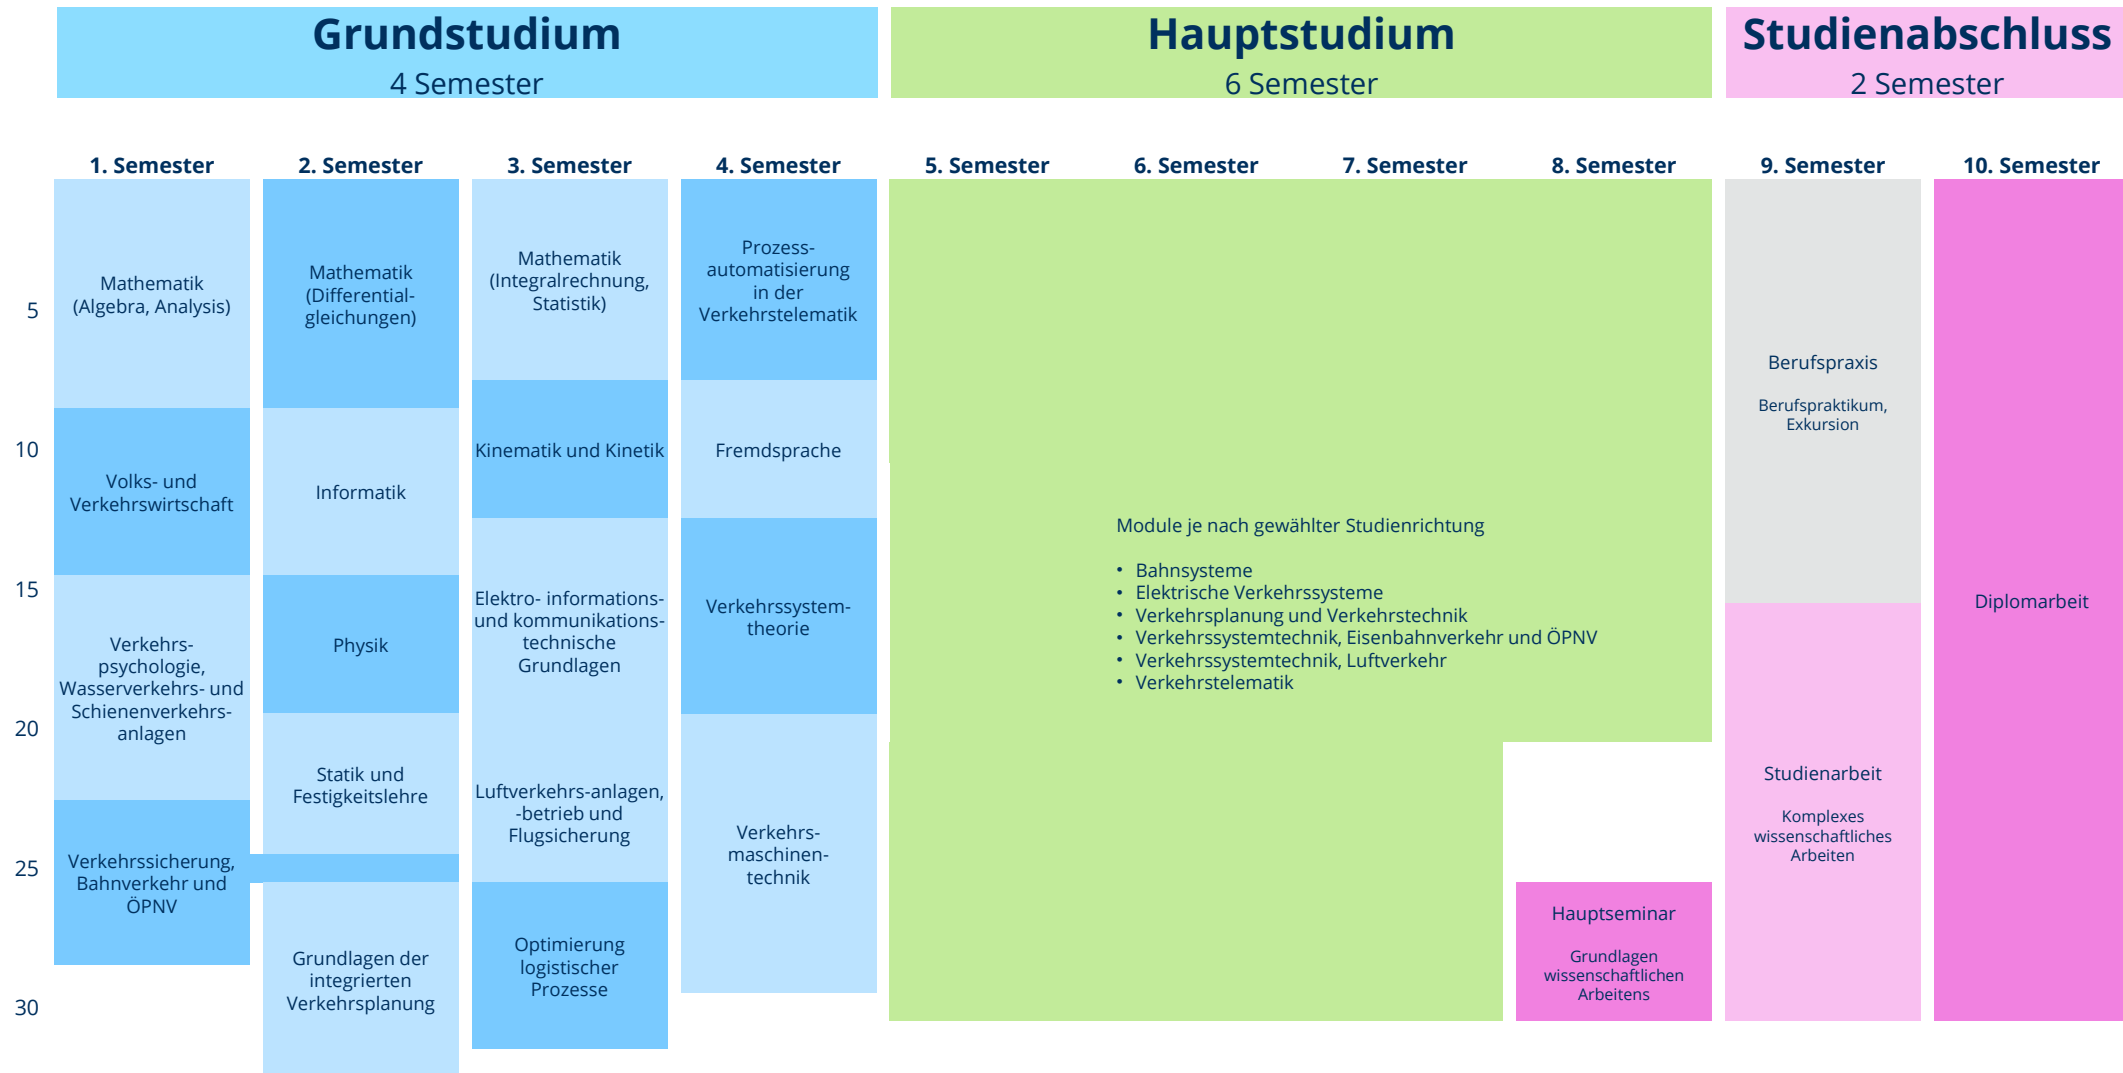 Grundstudium
4 Semester
Hauptstudium
6 Semester
Studienabschluss
2 Semester
1. Semester
2. Semester
3. Semester
4. Semester
5. Semester
6. Semester
7. Semester
8. Semester
9. Semester
10. Semester
5
10
15
20
25
30
Mathematik
(Algebra, Analysis)
Volks- und
Verkehrswirtschaft
Verkehrs-
psychologie,
Wasserverkehrs- und
Schienenverkehrs-
anlagen
Verkehrssicherung,
Bahnverkehr und
ÖPNV
Mathematik
(Differential-
gleichungen)
Informatik
Physik
Statik und
Festigkeitslehre
Grundlagen der
integrierten
Verkehrsplanung
Mathematik
(Integralrechnung,
Statistik)
Kinematik und Kinetik
Elektro- informations-
und kommunikations-
technische
Grundlagen
Luftverkehrs-anlagen,
-betrieb und
Flugsicherung
Optimierung
logistischer
Prozesse
Prozess-
automatisierung
in der
Verkehrstelematik
Fremdsprache
Verkehrssystem-
theorie
Verkehrs-
maschinen-
technik
Module je nach gewählter Studienrichtung
• Bahnsysteme
• Elektrische Verkehrssysteme
• Verkehrsplanung und Verkehrstechnik
• Verkehrssystemtechnik, Eisenbahnverkehr und ÖPNV
• Verkehrssystemtechnik, Luftverkehr
• Verkehrstelematik
Hauptseminar
Grundlagen
wissenschaftlichen
Arbeitens
Berufspraxis
Berufspraktikum,
Exkursion
Studienarbeit
Komplexes
wissenschaftliches
Arbeiten
Diplomarbeit